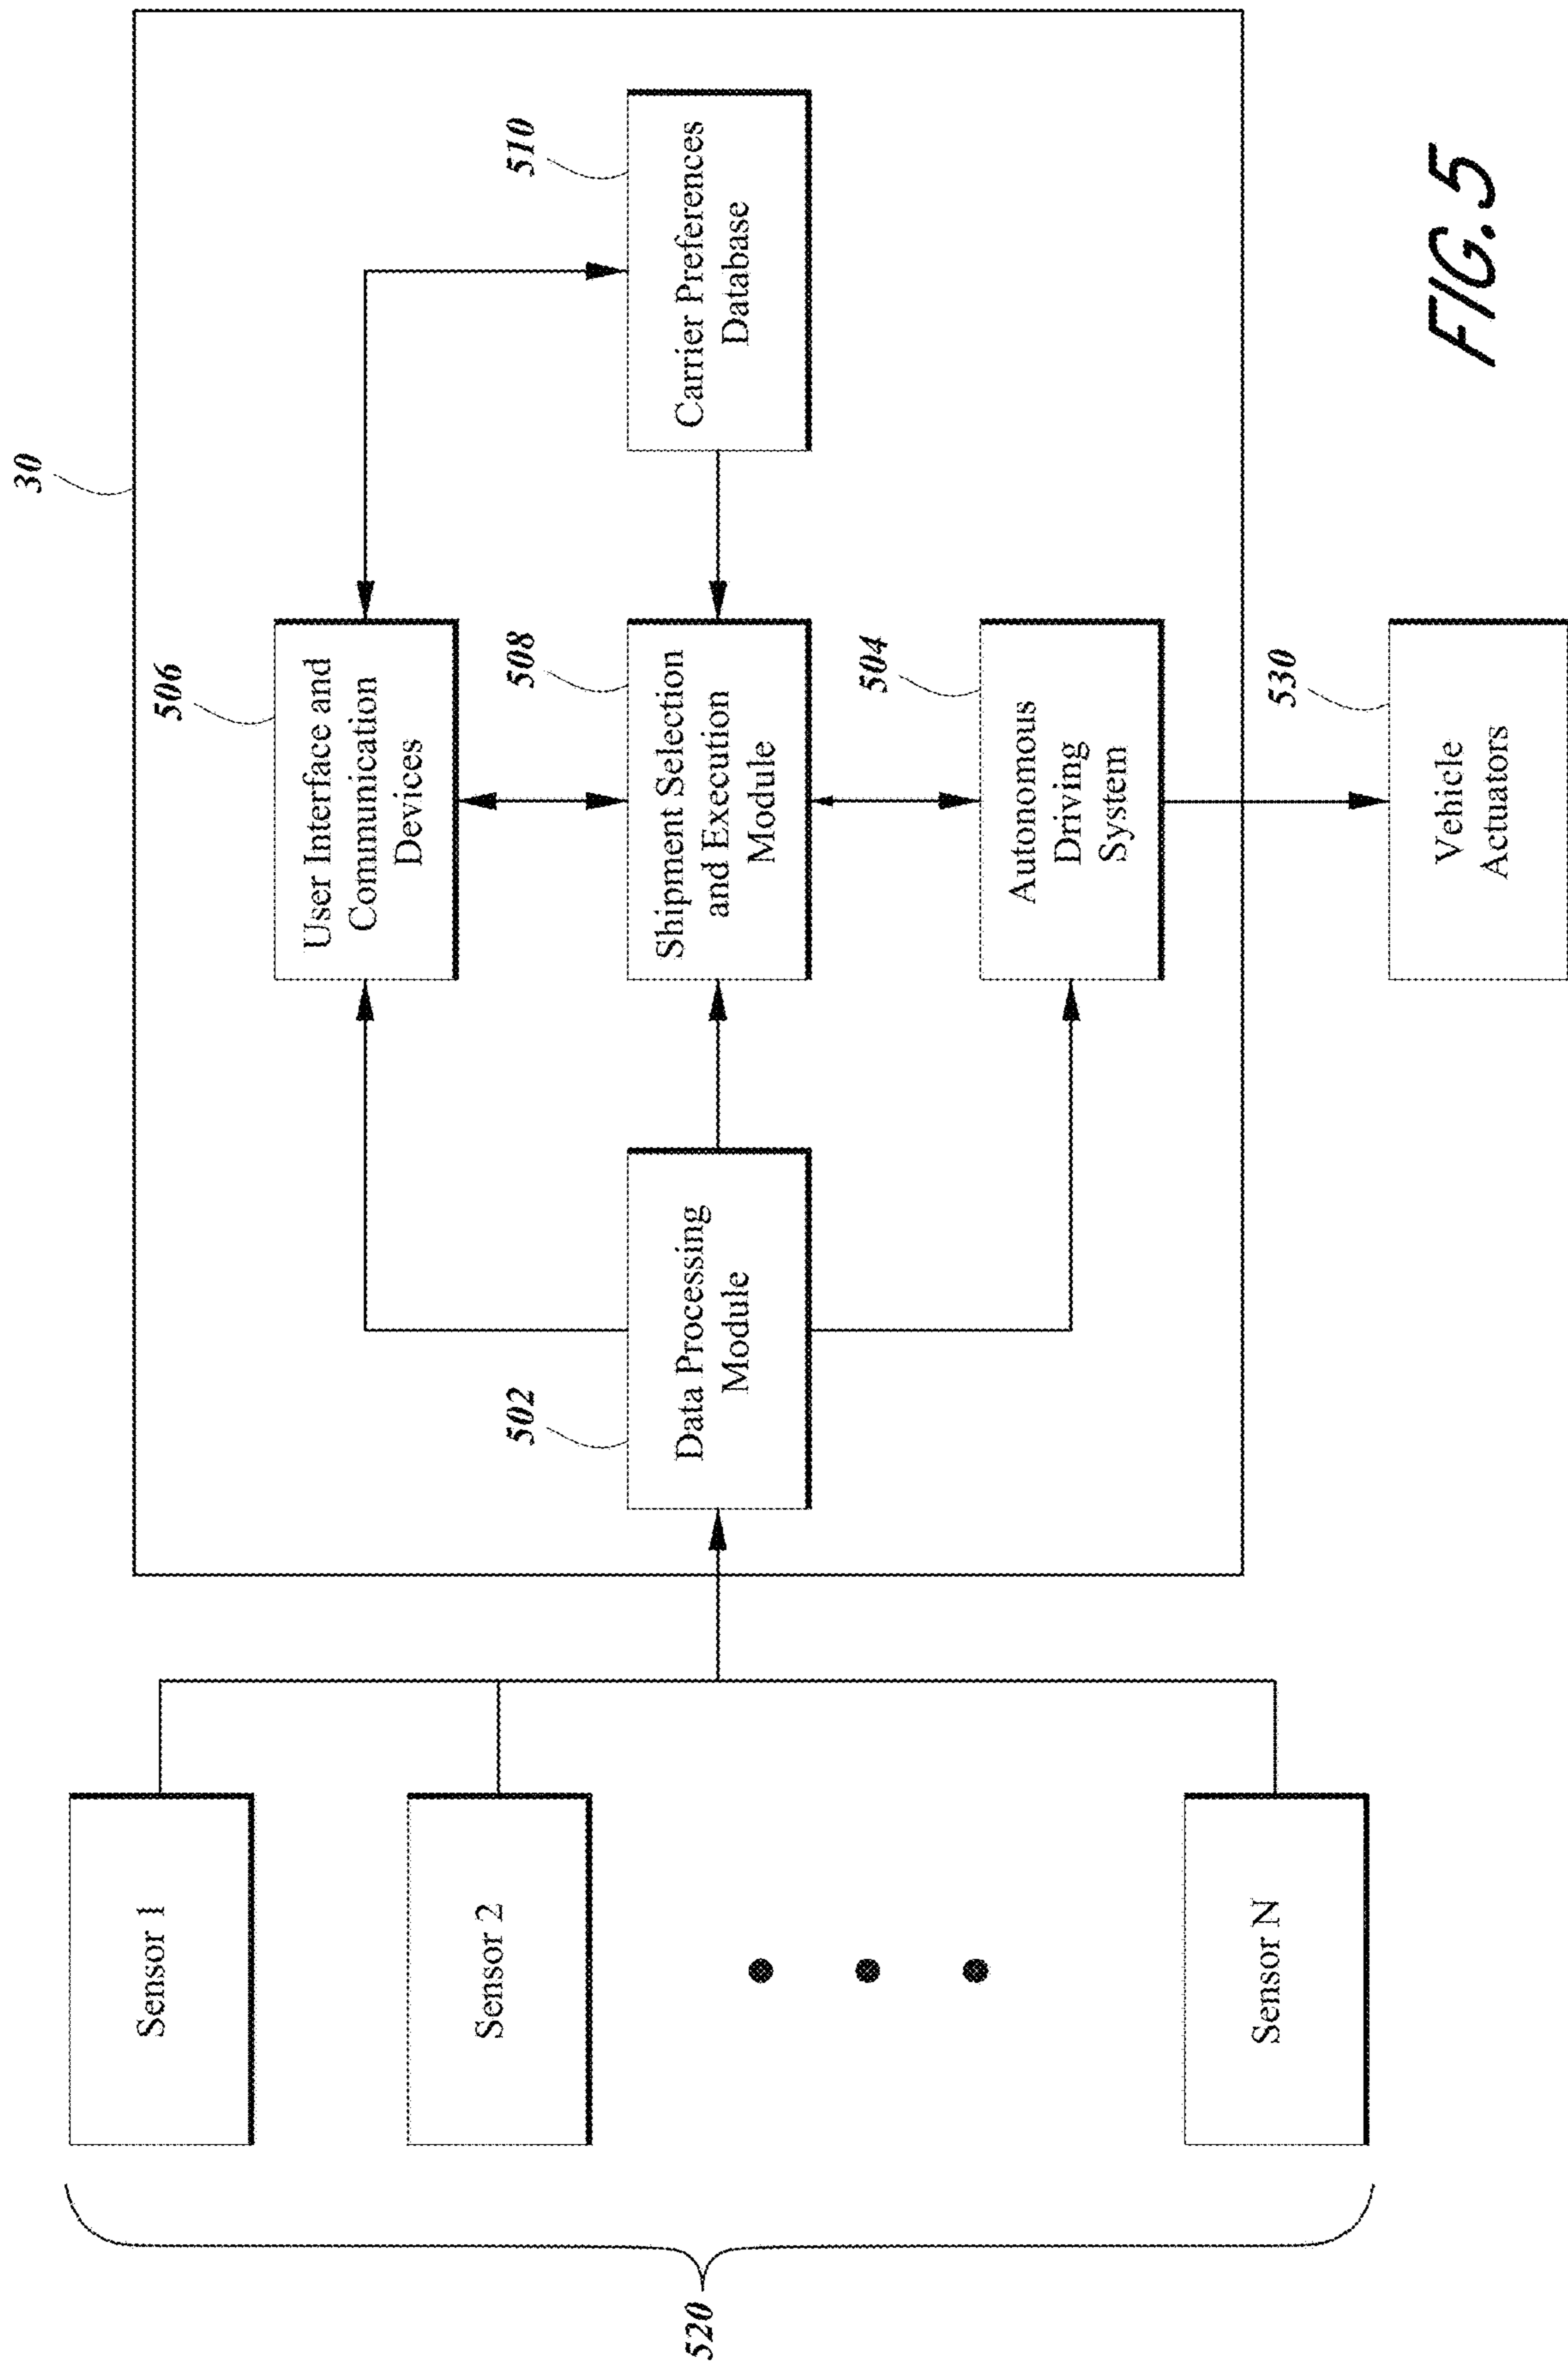 30
Sensor 1
Sensor 2
Sensor N
520
502
Data Processing
Module
506
User Interface and
Communication
Devices
508
Shipment Selection
and Execution
Module
504
Autonomous
Driving
System
510
Carrier Preferences
Database
530
Vehicle
Actuators
FIG. 5